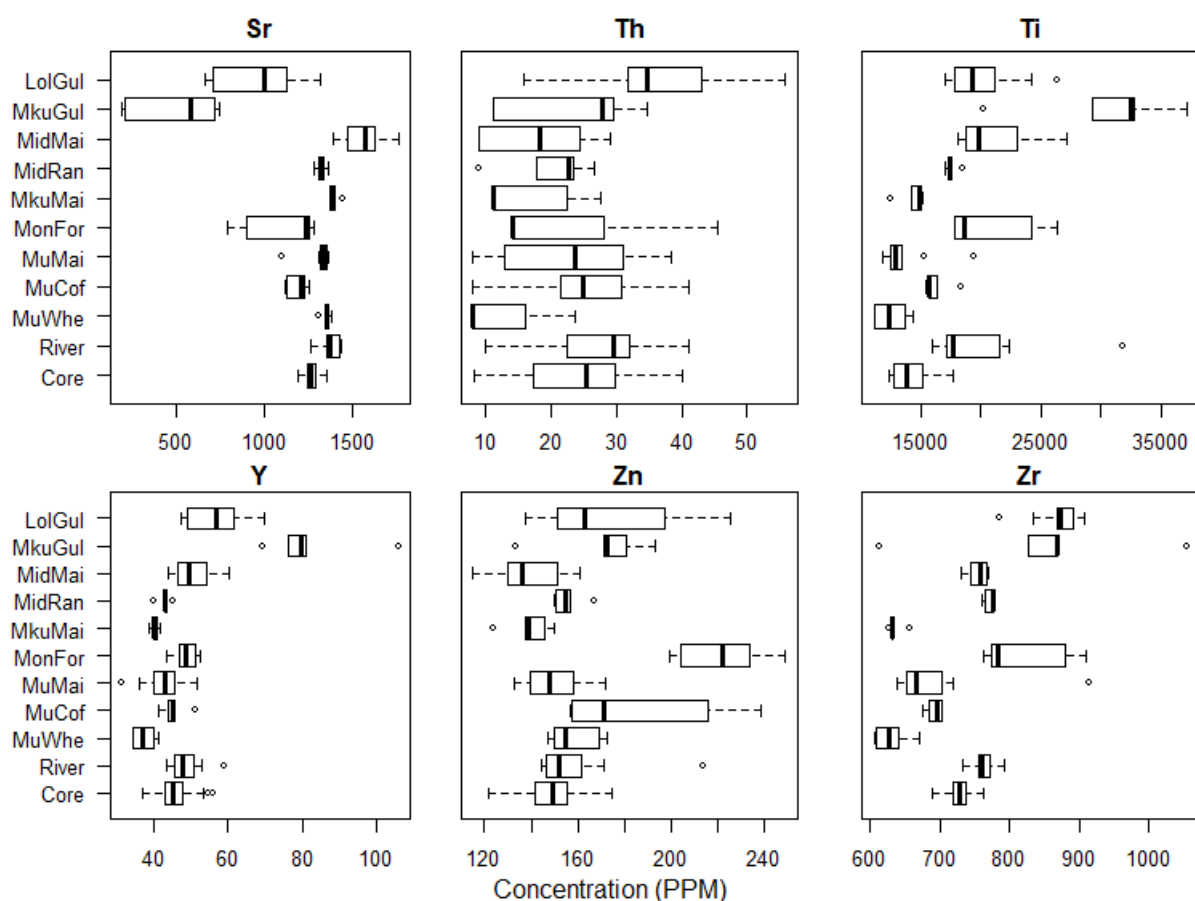 Sr Th Ti
LolGul
MkuGul
MidMai
MidRan
MkuMai
MonFor
MuMai
MuCof
MuWhe
River
Core
500 1000 1500 10 20 30 40 50 15000 25000 35000
Y Zn Zr
LolGul
MkuGul
MidMai
MidRan
MkuMai
MonFor
MuMai
MuCof
MuWhe
River
Core
40 60 80 100 120 160 200 240 600 700 800 900 1000
Concentration (PPM)